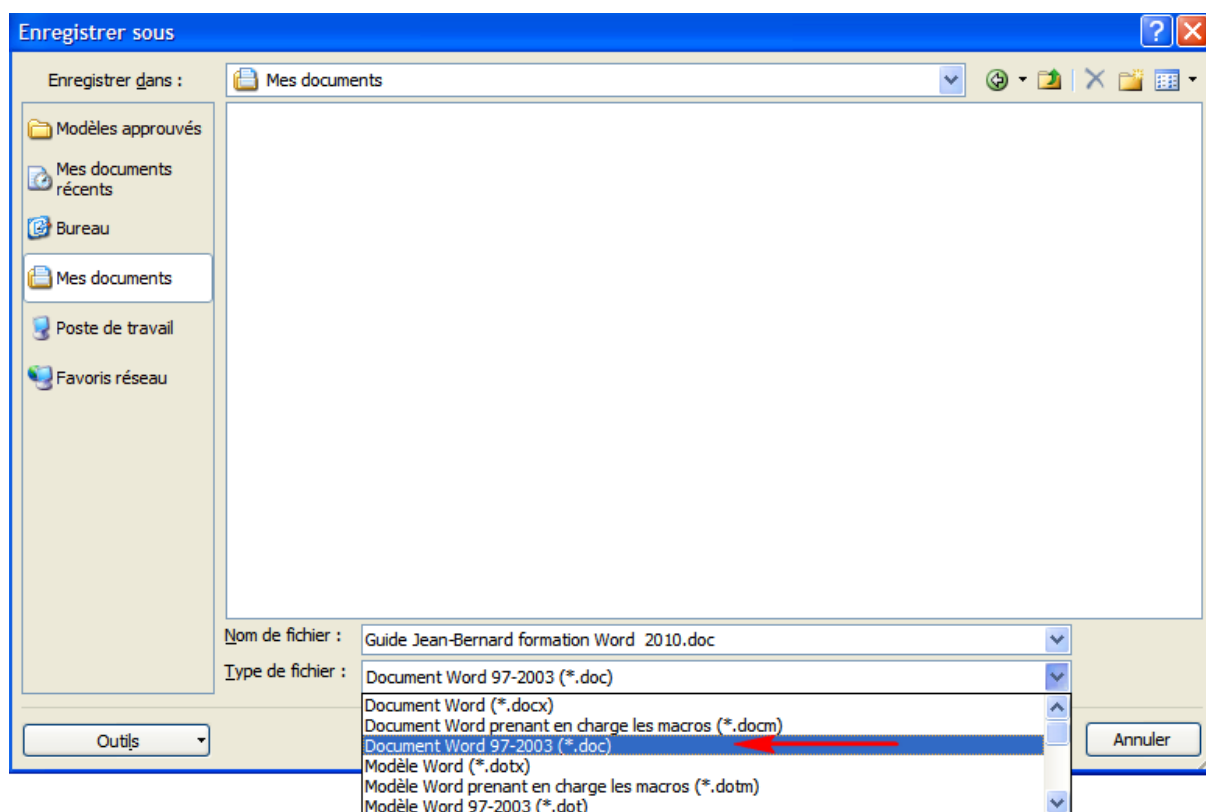 Enregistrer sous
Enregistrer dans :
Mes documents
Modèles approuvés
Mes documents
récents
Bureau
Mes documents
Poste de travail
Favoris réseau
Nom de fichier :
Guide Jean-Bernard formation Word  2010.doc
Type de fichier :
Document Word 97-2003 (*.doc)
Document Word (*.docx)
Document Word prenant en charge les macros (*.docm)
Document Word 97-2003 (*.doc)
Modèle Word (*.dotx)
Modèle Word prenant en charge les macros (*.dotm)
Modèle Word 97-2003 (*.dot)
Outils
Annuler